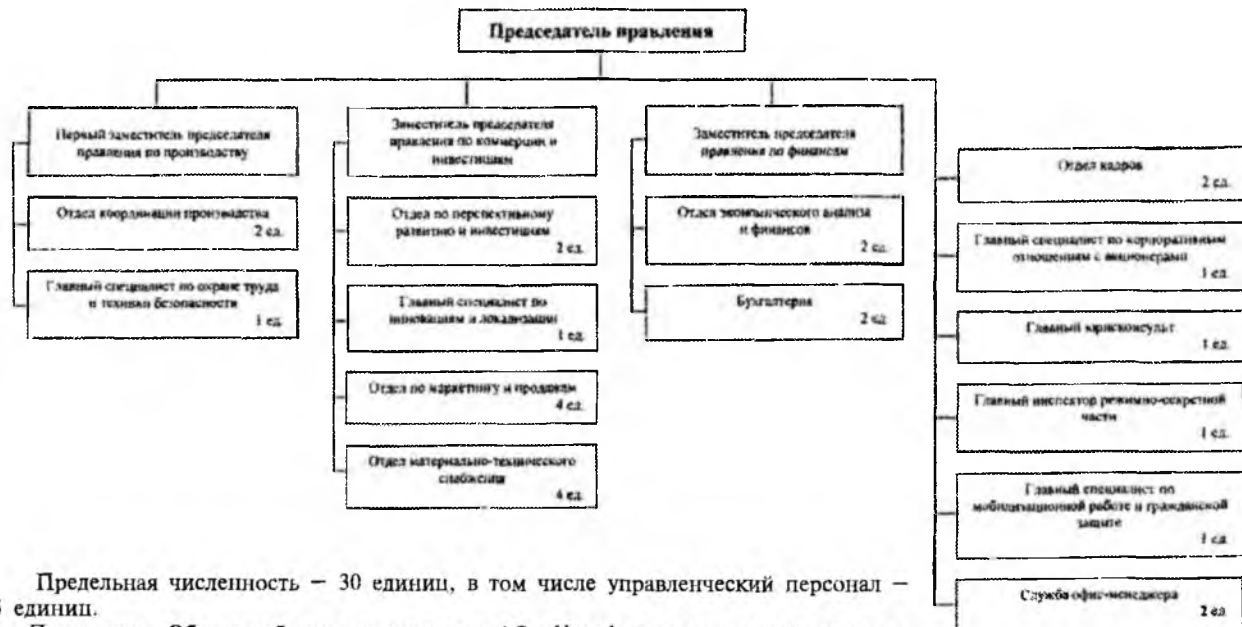 Председатель правления
Первый заместитель председателя
правления по производству
Отдел координации производства
2 ед.
Главный специалист по охране труда
и технике безопасности
1 ед.
Заместитель председателя
правления по коммерции и
инвестициям
Отдел по перспективному
развитию и инвестициям
2 ед.
Главный специалист по
инновациям и локализации
1 ед.
Отдел по маркетингу и продажам
4 ед.
Отдел материально-технического
снабжения
4 ед.
Заместитель председателя
правления по финансам
Отдел экономического анализа
и финансов
2 ед.
Бухгалтерия
2 ед.
Отдел кадров
2 ед.
Главный специалист по корпоративным
отношениям с акционерами
1 ед.
Главный юрисконсульт
1 ед.
Главный инспектор режимно-секретной
части
1 ед.
Главный специалист по
мобилизационной работе и гражданской
защите
1 ед.
Служба офис-менеджера
2 ед.
Предельная численность – 30 единиц, в том числе управленческий персонал –
единиц.